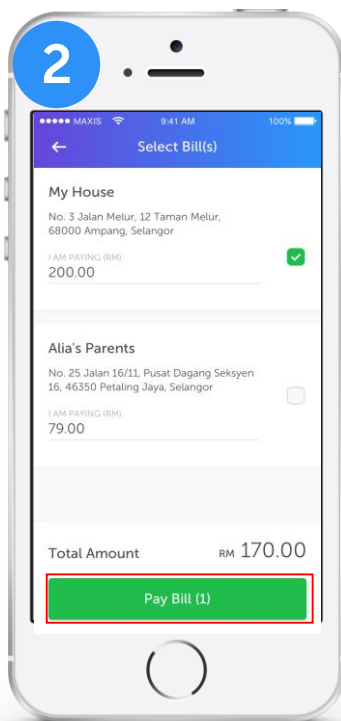 2
MAXIS 9:41 AM 100%
Select Bill(s)
My House
No. 3 Jalan Melur, 12 Taman Melur,
68000 Ampang, Selangor
I AM PAYING (RM)
200.00
Alia's Parents
No. 25 Jalan 16/11, Pusat Dagang Seksyen
16, 46350 Petaling Jaya, Selangor
I AM PAYING (RM)
79.00
Total Amount RM 170.00
Pay Bill (1)